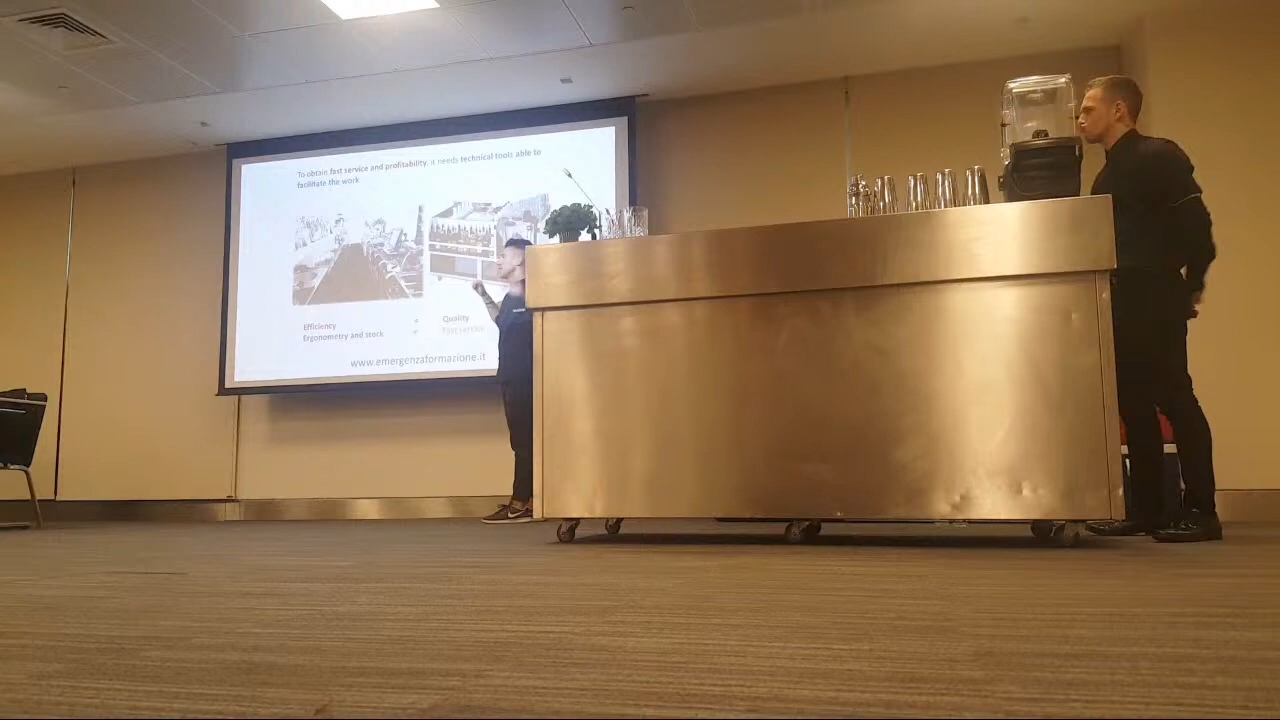 To obtain fast service and profitability, it needs technical tools able to
facilitate the work
Efficiency
Ergonometry and stock
Quality
Fast service
www.emergenzaformazione.it